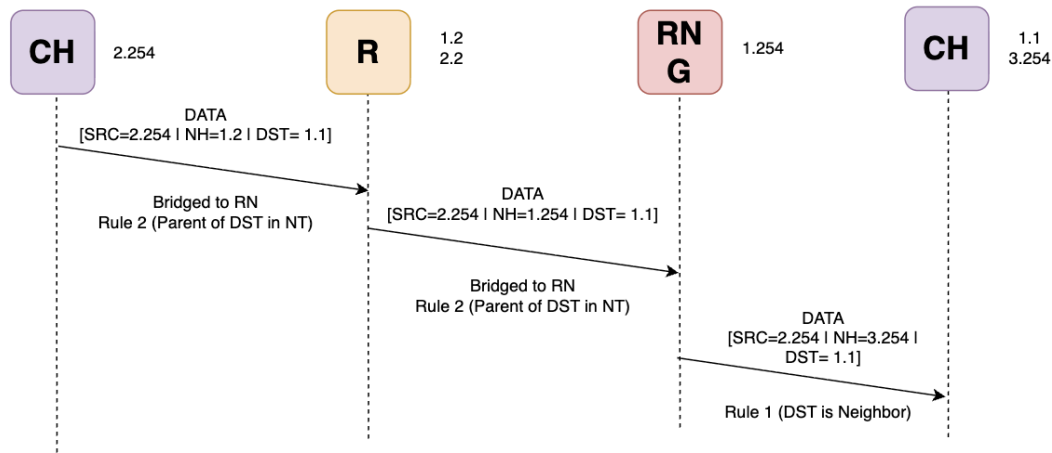 CH
2.254
R
1.2
2.2
RN
G
1.254
CH
1.1
3.254
DATA
[SRC=2.254 | NH=1.2 | DST= 1.1]
Bridged to RN
Rule 2 (Parent of DST in NT)
DATA
[SRC=2.254 | NH=1.254 | DST= 1.1]
Bridged to RN
Rule 2 (Parent of DST in NT)
DATA
[SRC=2.254 | NH=3.254 |
DST= 1.1]
Rule 1 (DST is Neighbor)